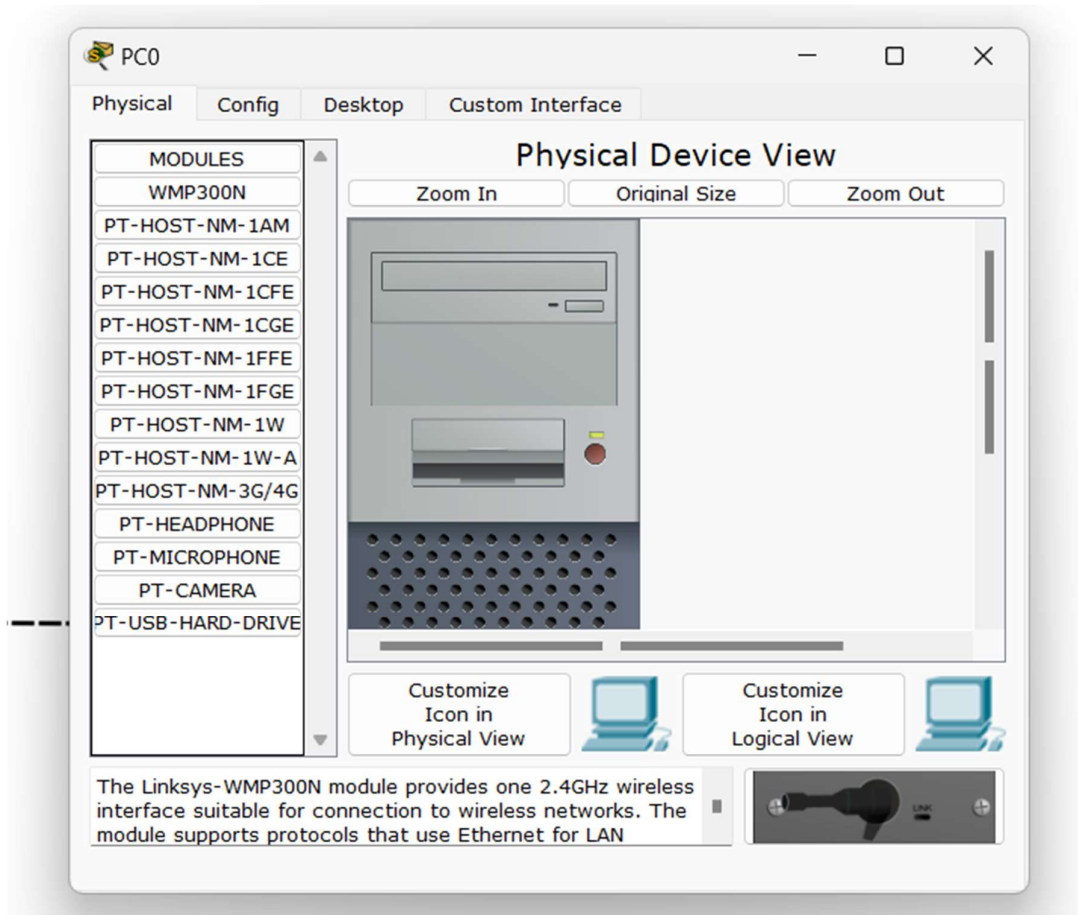 PC0
Physical Config Desktop Custom Interface
MODULES
WMP300N
PT-HOST-NM-1AM
PT-HOST-NM-1CE
PT-HOST-NM-1CFE
PT-HOST-NM-1CGE
PT-HOST-NM-1FFE
PT-HOST-NM-1FGE
PT-HOST-NM-1W
PT-HOST-NM-1W-A
PT-HOST-NM-3G/4G
PT-HEADPHONE
PT-MICROPHONE
PT-CAMERA
PT-USB-HARD-DRIVE
Physical Device View
Zoom In Original Size Zoom Out
Customize
Icon in
Physical View
Customize
Icon in
Logical View
The Linksys-WMP300N module provides one 2.4GHz wireless
interface suitable for connection to wireless networks. The
module supports protocols that use Ethernet for LAN
LINK